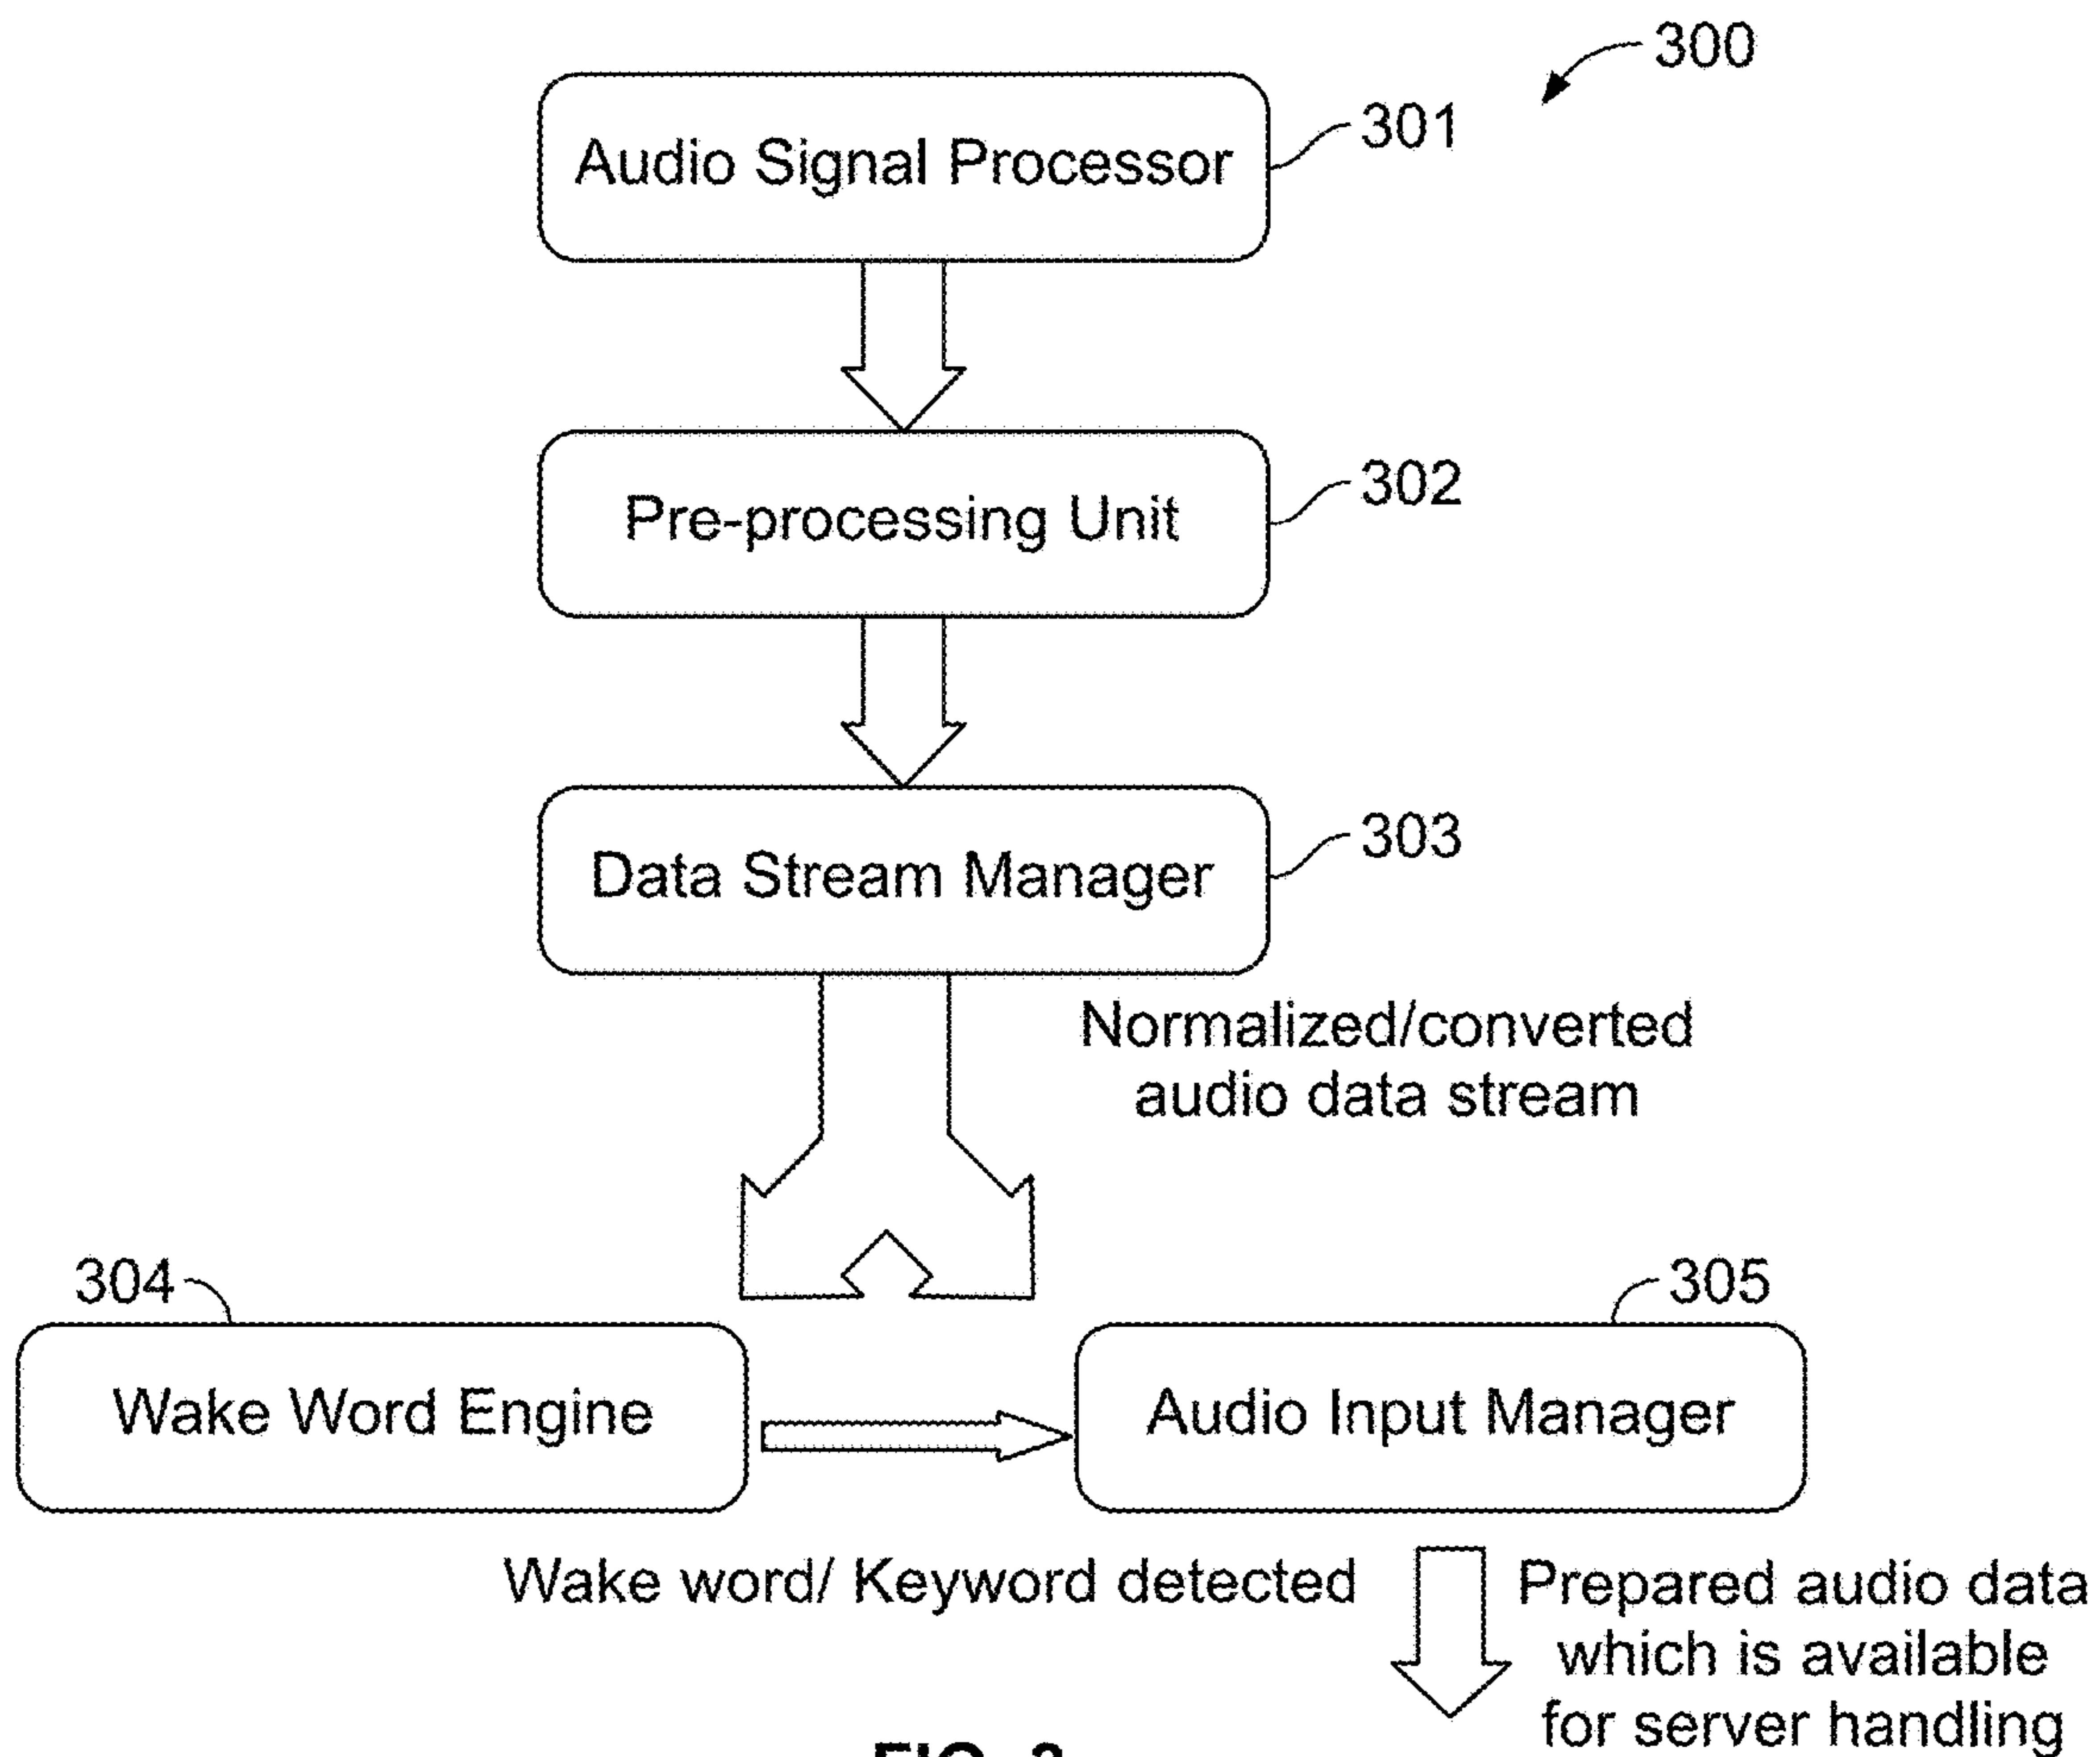 300
Audio Signal Processor
301
Pre-processing Unit
302
Data Stream Manager
303
Normalized/converted
audio data stream
304
305
Wake Word Engine
Audio Input Manager
Wake word/ Keyword detected
Prepared audio data
which is available
for server handling